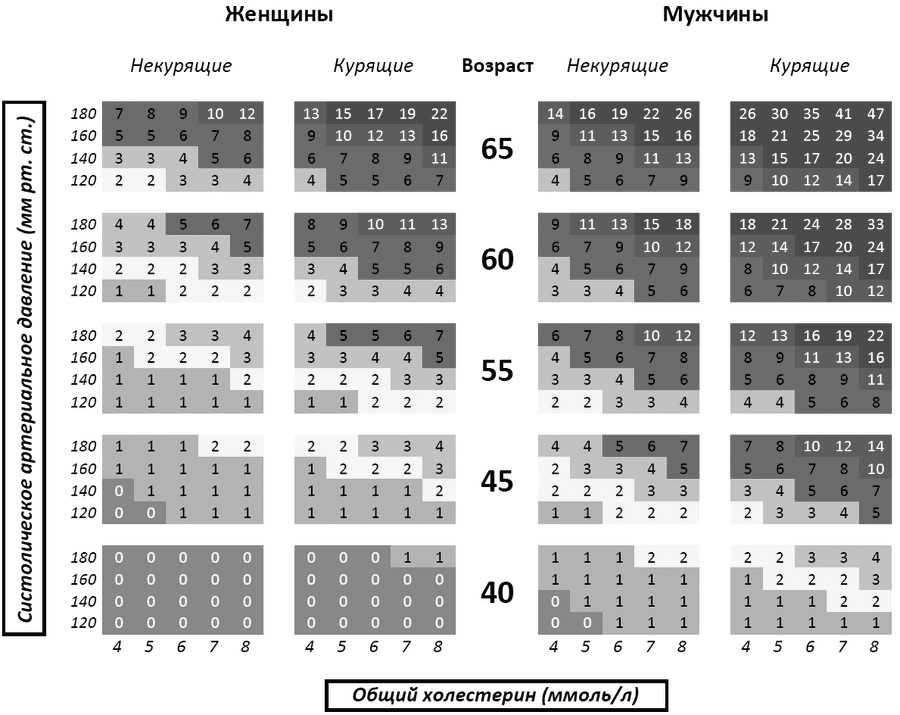 Женщины Мужчины
Некурящие Курящие Возраст Некурящие Курящие
Систолическое артериальное давление (мм рт. ст.)
180 7 8 9 10 12 13 15 17 19 22 14 16 19 22 26 26 30 35 41 47
160 5 5 6 7 8 9 10 12 13 16 9 11 13 15 16 18 21 25 29 34
65
140 3 3 4 5 6 6 7 8 9 11 6 8 9 11 13 13 15 17 20 24
120 2 2 3 3 4 4 5 5 6 7 4 5 6 7 9 9 10 12 14 17
180 4 4 5 6 7 8 9 10 11 13 9 11 13 15 18 18 21 24 28 33
160 3 3 3 4 5 5 6 7 8 9 6 7 9 10 12 12 14 17 20 24
60
140 2 2 2 3 3 3 4 5 5 6 4 5 6 7 9 8 10 12 14 17
120 1 1 2 2 2 2 3 3 4 4 3 3 4 5 6 6 7 8 10 12
180 2 2 3 3 4 4 5 5 6 7 6 7 8 10 12 12 13 16 19 22
160 1 2 2 2 3 3 3 4 4 5 4 5 6 7 8 8 9 11 13 16
55
140 1 1 1 1 2 2 2 2 3 3 3 3 4 5 6 5 6 8 9 11
120 1 1 1 1 1 1 1 2 2 2 2 2 3 3 4 4 4 5 6 8
180 1 1 1 2 2 2 2 3 3 4 4 4 5 6 7 7 8 10 12 14
160 1 1 1 1 1 1 2 2 2 3 2 3 3 4 5 5 6 7 8 10
45
140 0 1 1 1 1 1 1 1 1 2 2 2 2 3 3 3 4 5 6 7
120 0 0 1 1 1 1 1 1 1 1 1 1 2 2 2 2 3 3 4 5
180 0 0 0 0 0 0 0 0 1 1 1 1 1 2 2 2 2 3 3 4
160 0 0 0 0 0 0 0 0 0 0 1 1 1 1 1 1 2 2 2 3
40
140 0 0 0 0 0 0 0 0 0 0 0 1 1 1 1 1 1 1 2 2
120 0 0 0 0 0 0 0 0 0 0 0 0 1 1 1 1 1 1 1 1
4 5 6 7 8 4 5 6 7 8 4 5 6 7 8 4 5 6 7 8
Общий холестерин (ммоль/л)